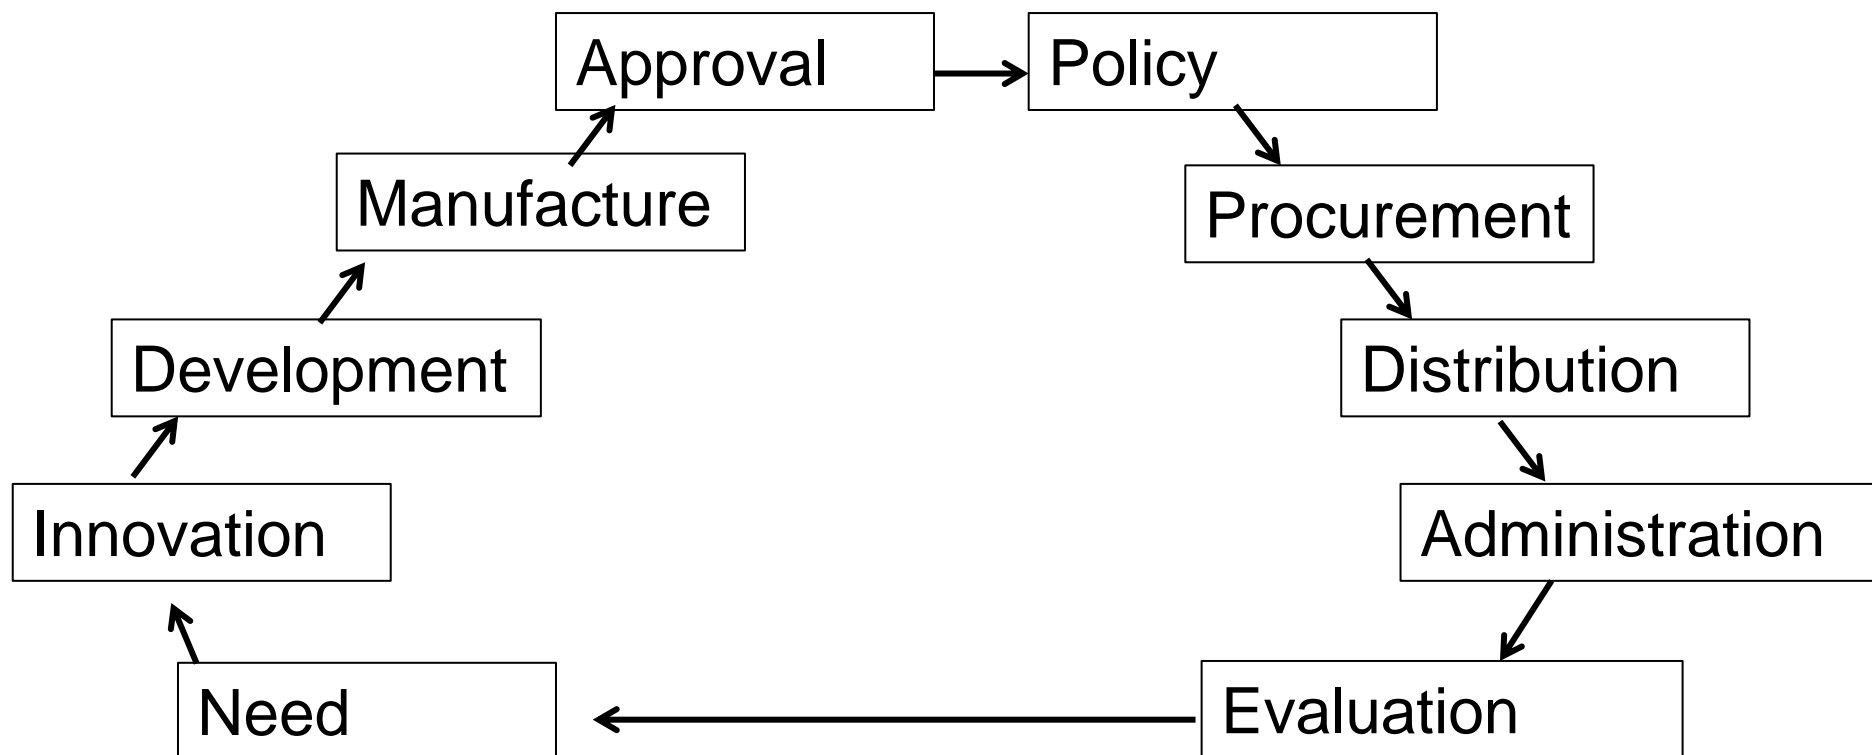 Approval
Policy
Manufacture
Procurement
Development
Distribution
Innovation
Administration
Need
Evaluation